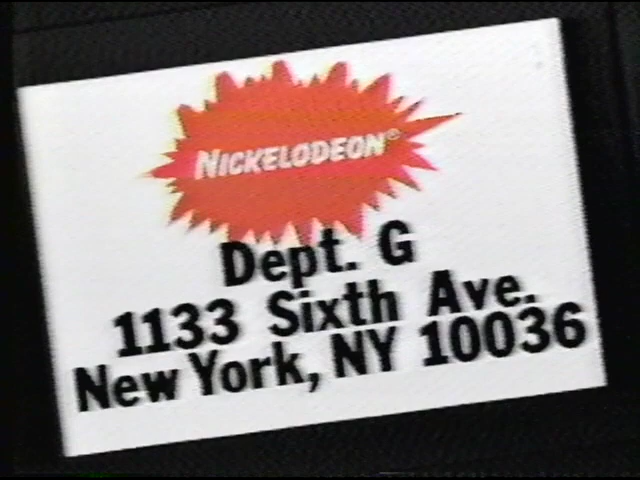 NICKELODEON®
Dept. G
1133 Sixth Ave.
New York, NY 10036